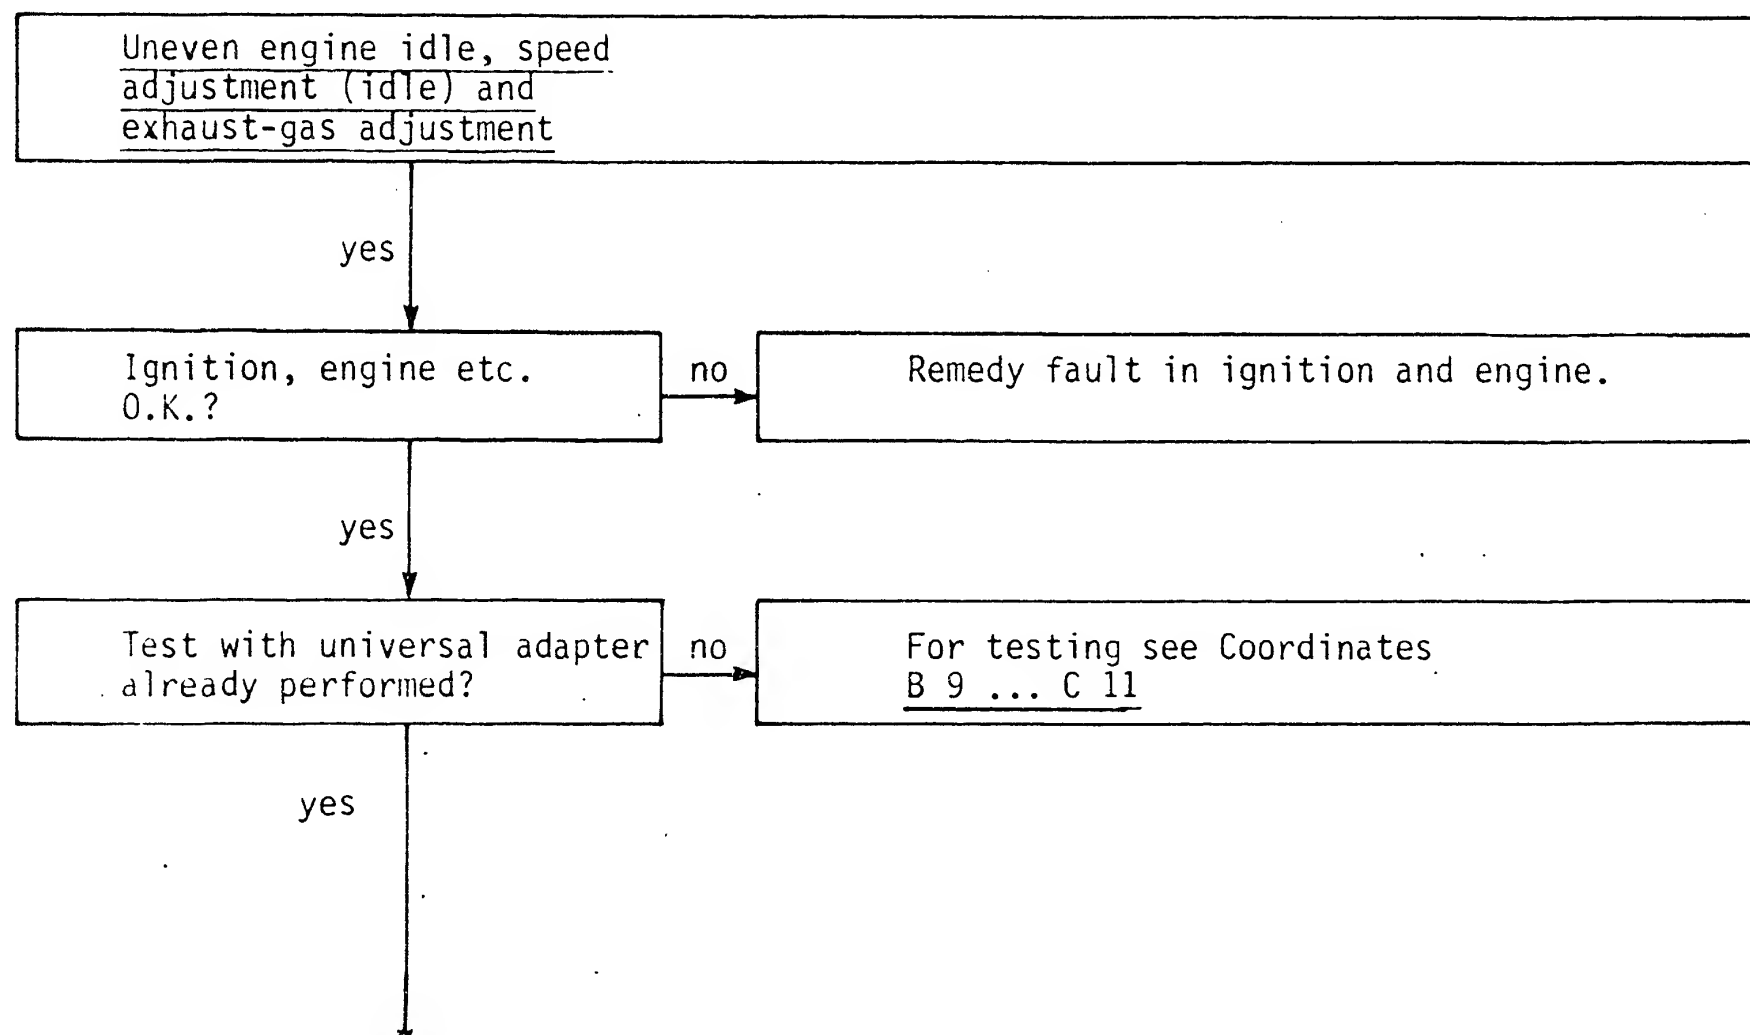 Uneven engine idle, speed
adjustment (idle) and
exhaust-gas adjustment
yes
Ignition, engine etc.
O.K.?
no
Remedy fault in ignition and engine.
yes
Test with universal adapter
already performed?
no
For testing see Coordinates
B 9 ... C 11
yes